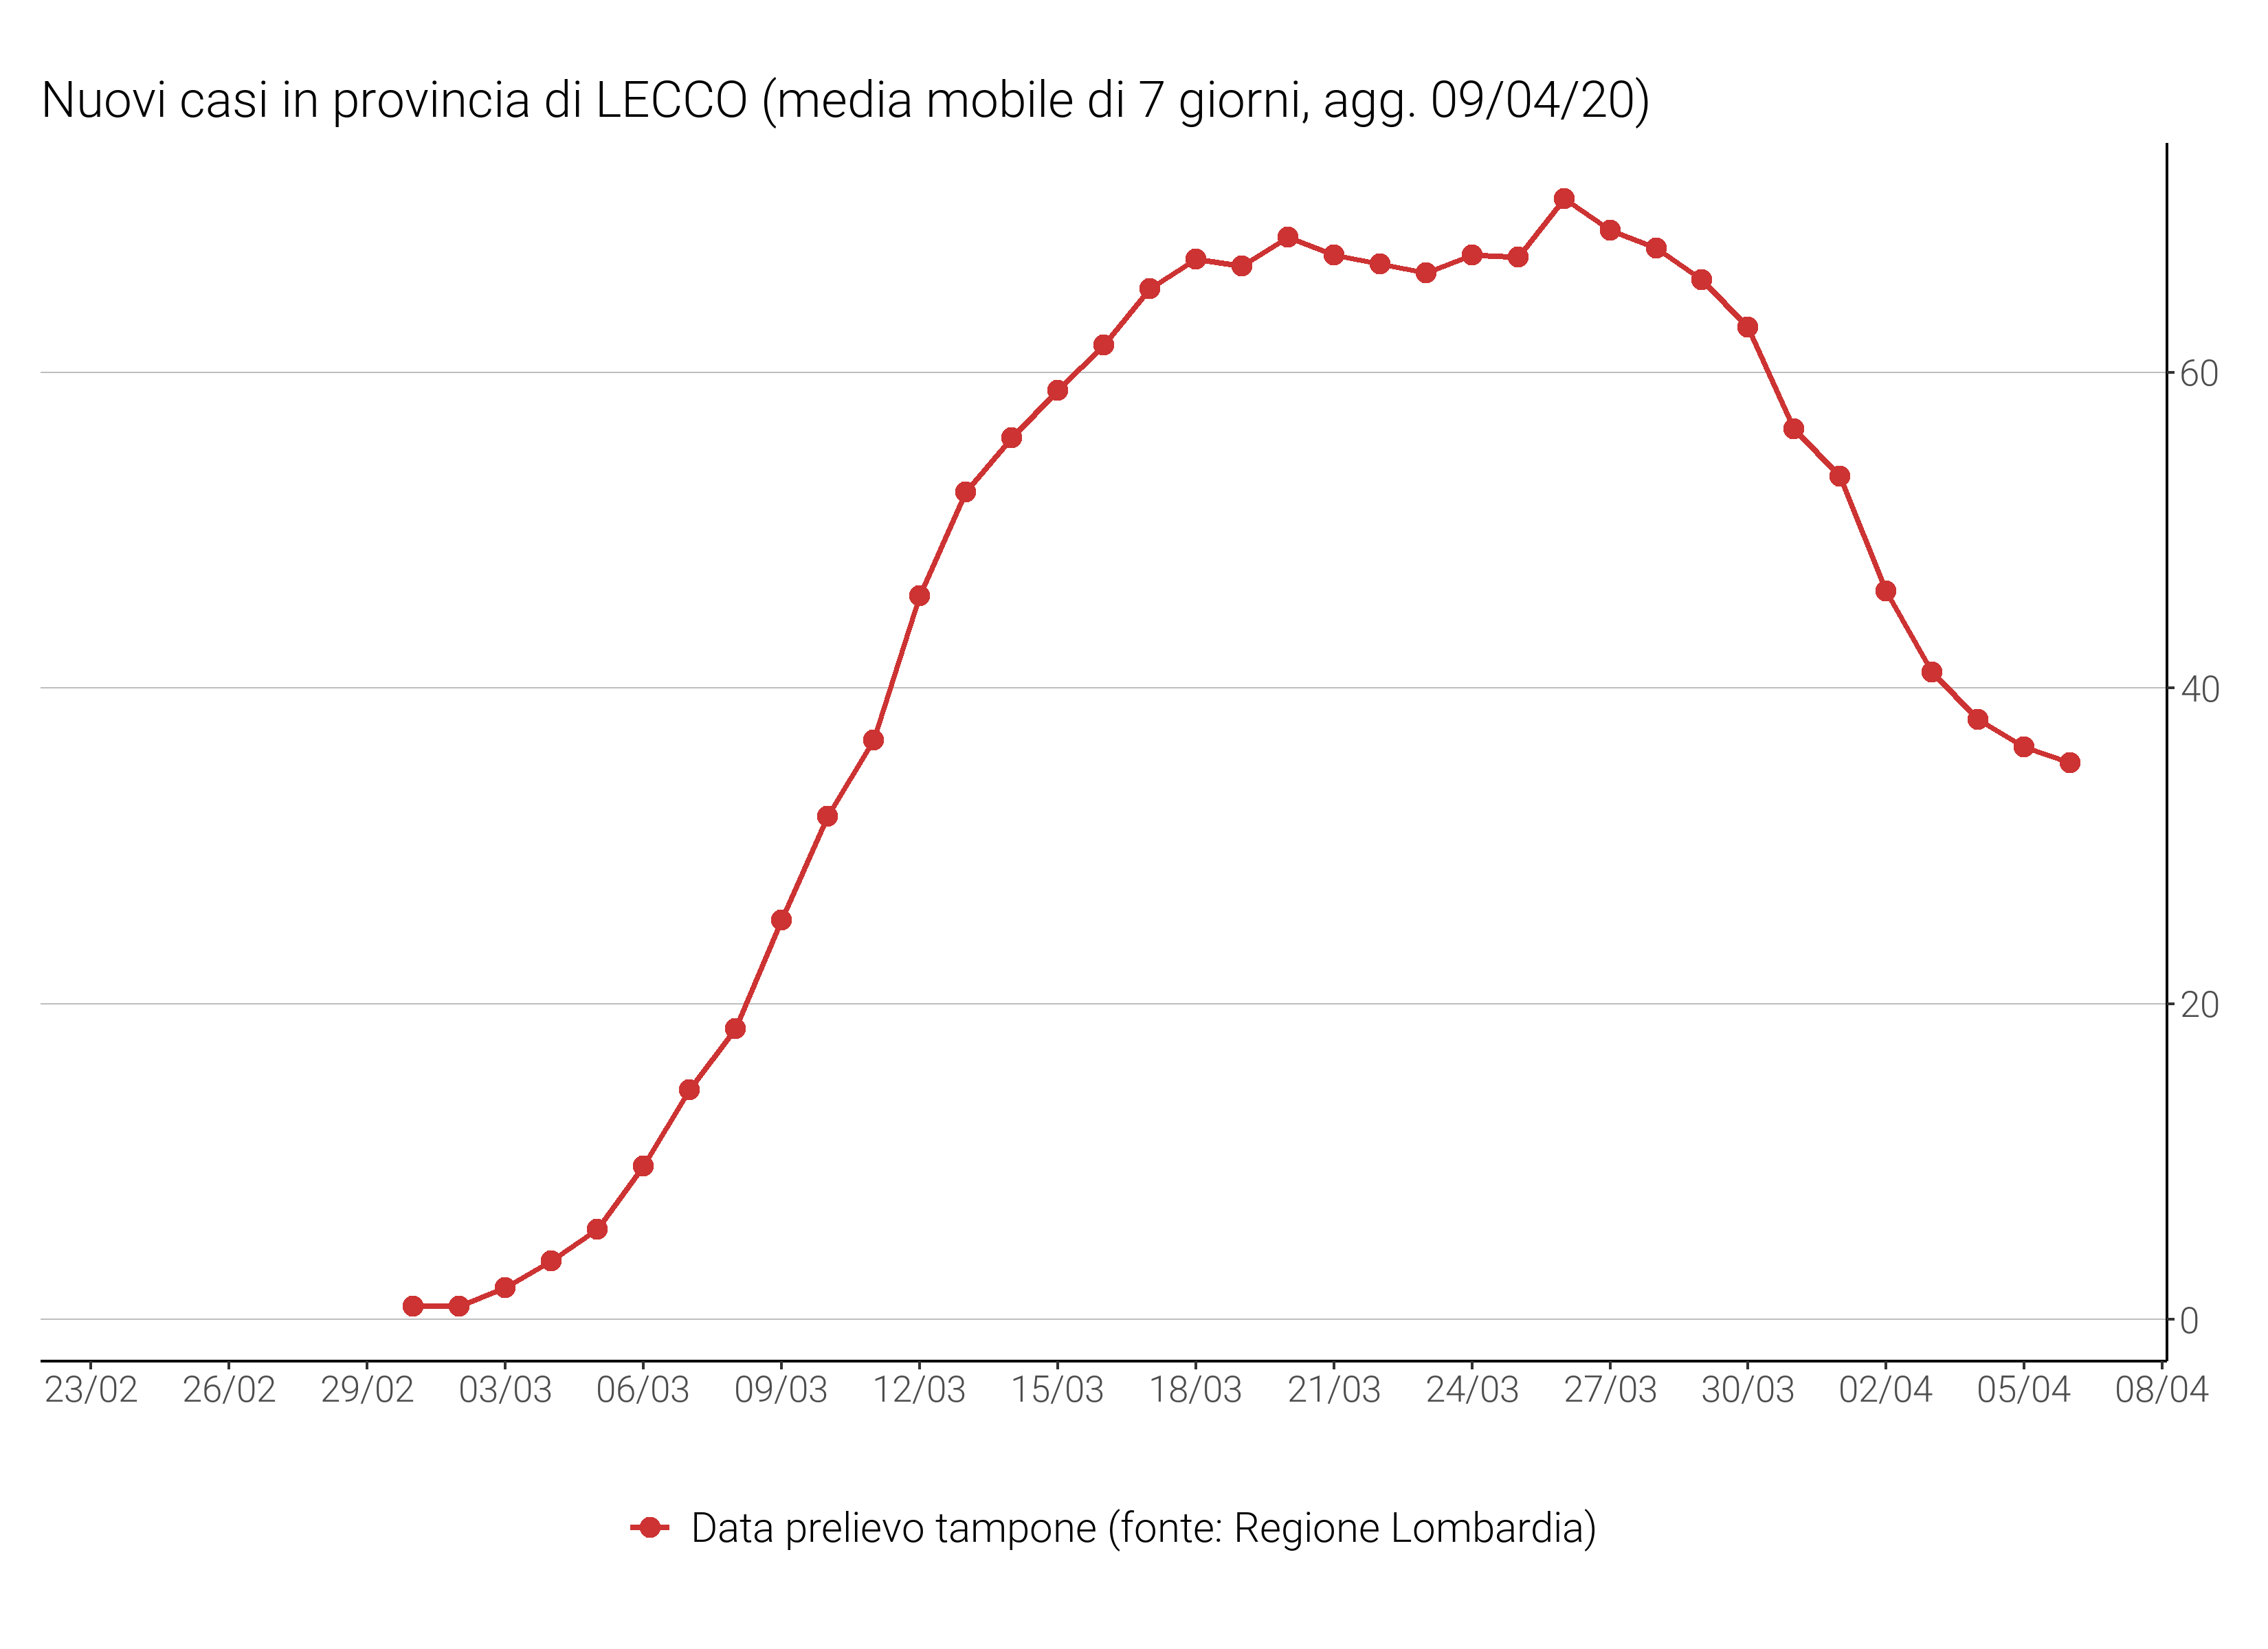 Nuovi casi in provincia di LECCO (media mobile di 7 giorni, agg. 09/04/20)
60
40
20
0
23/02 26/02 29/02 03/03 06/03 09/03 12/03 15/03 18/03 21/03 24/03 27/03 30/03 02/04 05/04 08/04
Data prelievo tampone (fonte: Regione Lombardia)